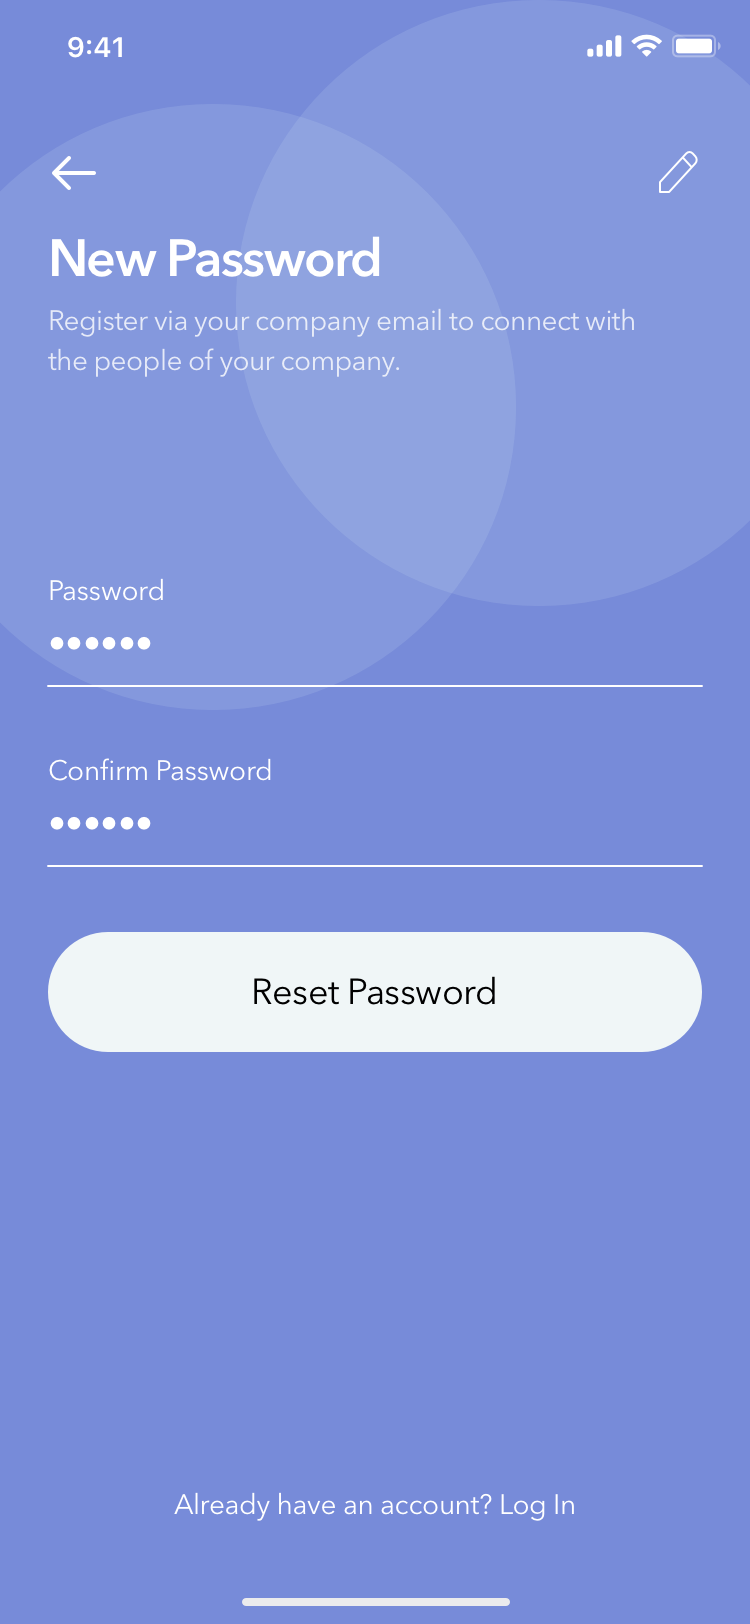 9:41
New Password
Register via your company email to connect with
the people of your company.
Password
••••••
Confirm Password
••••••
Reset Password
Already have an account? Log In